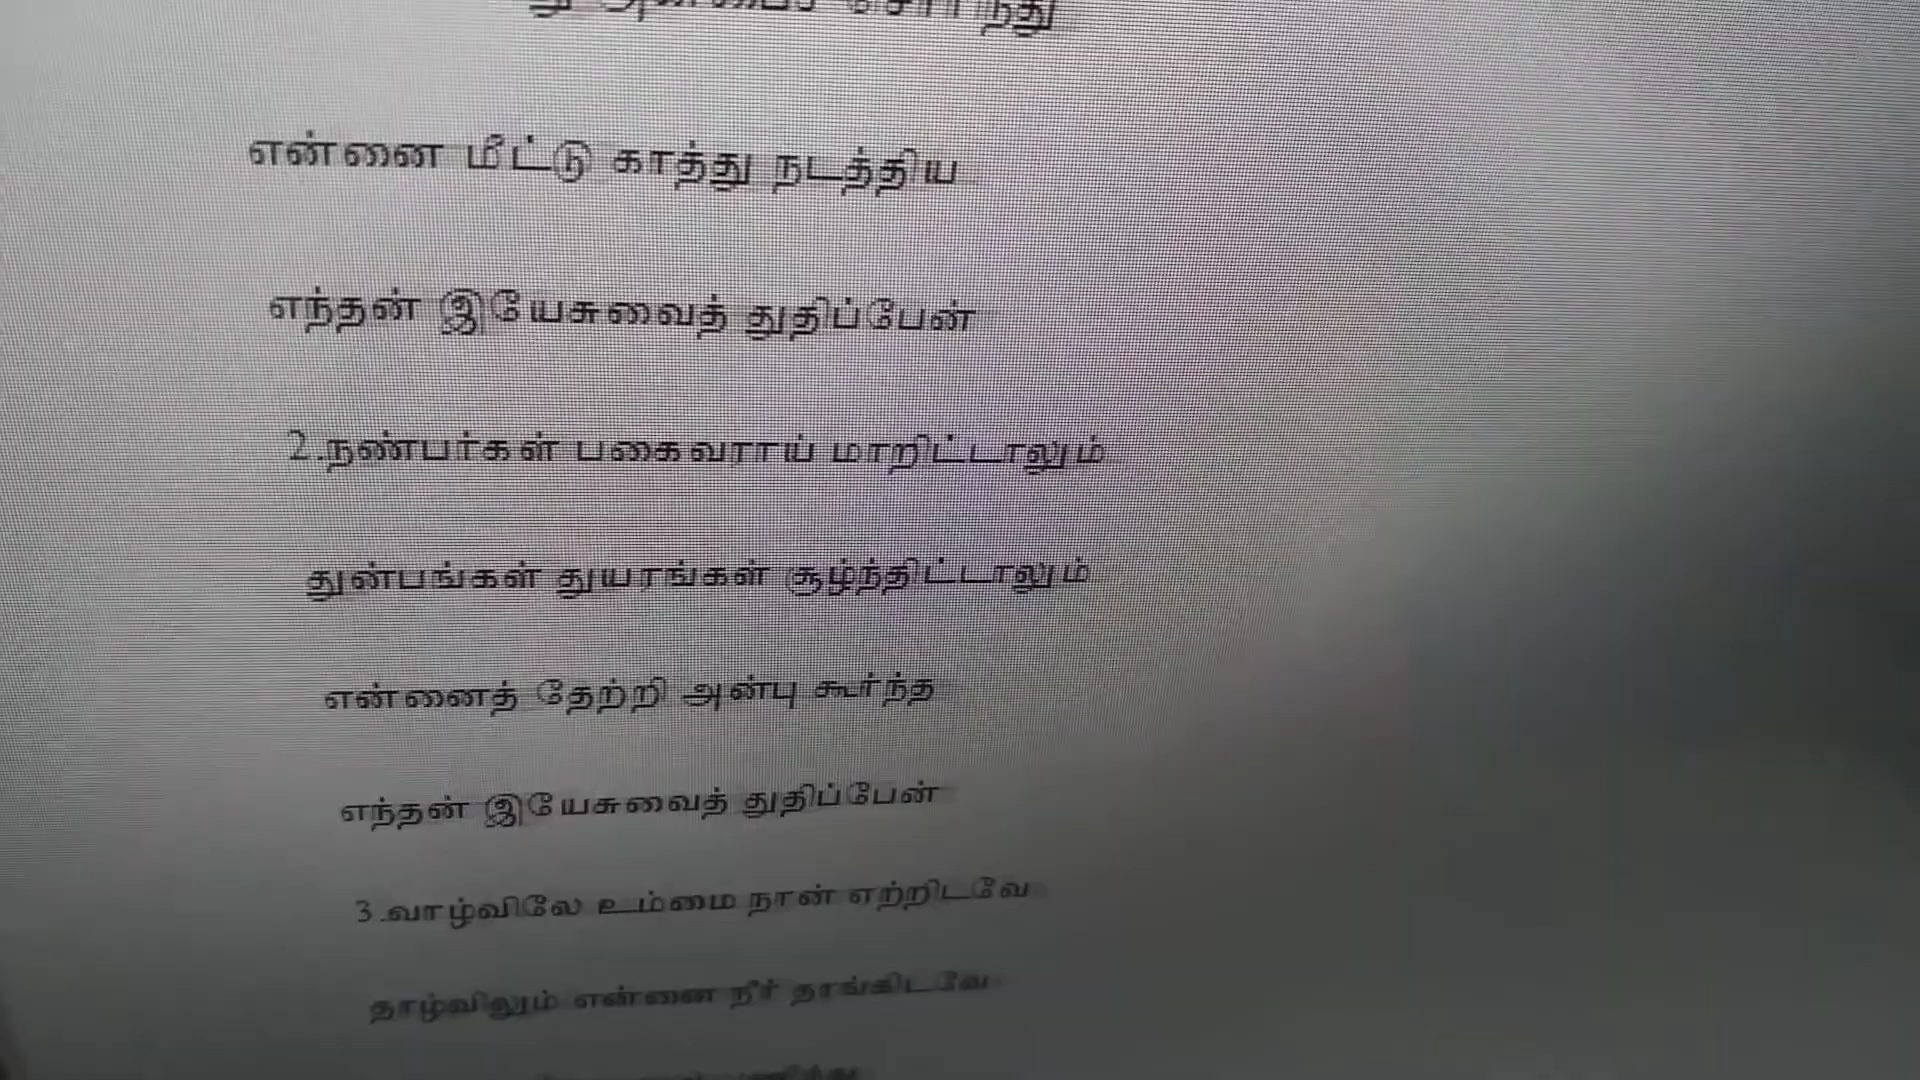 என்னை மீட்டு காத்து நடத்திய
எந்தன் இயேசுவைத் துதிப்பேன்
2.நண்பர்கள் பகைவராய் மாறிட்டாலும்
துன்பங்கள் துயரங்கள் சூழ்ந்திட்டாலும்
என்னைத் தேற்றி அன்பு கூர்ந்த
எந்தன் இயேசுவைத் துதிப்பேன்
3.வாழ்விலே உம்மை நான் எற்றிடவே
தாழ்விலும் என்னை நீர் தாங்கிடவே